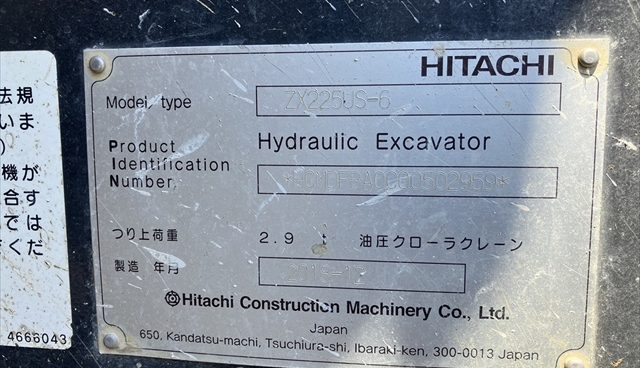 法規
いま
)
機が
合す
では
くだ
4666043
HITACHI
Model type ZX225US-6
Product Hydraulic Excavator
Identification
Number.
つり上荷重 2.9 t 油圧クローラクレーン
製造 年月
Hitachi Construction Machinery Co., Ltd.
Japan
650, Kandatsu-machi, Tsuchiura-shi, Ibaraki-ken, 300-0013 Japan